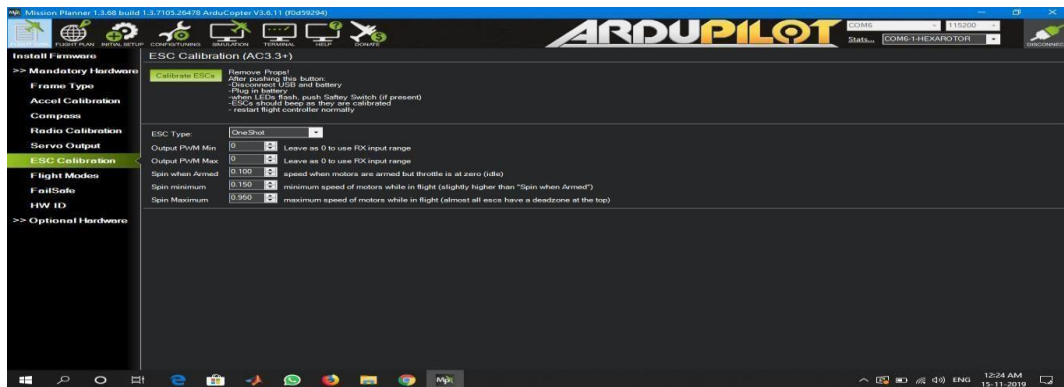 Mission Planner 1.3.68 build 1.3.7105.26478 ArduCopter V3.6.11 (f0d59294)
FLIGHT PLAN INITIAL SETUP CONFIG/TUNING SIMULATION TERMINAL HELP DONATE
ARDUPILOT
COM6 115200
Stats... COM6-1-HEXAROTOR
DISCONNECT
Install Firmware
>> Mandatory Hardware
Frame Type
Accel Calibration
Compass
Radio Calibration
Servo Output
ESC Calibration
Flight Modes
FailSafe
HW ID
>> Optional Hardware
ESC Calibration (AC3.3+)
Calibrate ESCs
Remove Props!
After pushing this button:
-Disconnect USB and battery
-Plug in battery
-when LEDs flash, push Saftey Switch (if present)
-ESCs should beep as they are calibrated
- restart flight controller normally
ESC Type: OneShot
Output PWM Min 0 Leave as 0 to use RX input range
Output PWM Max 0 Leave as 0 to use RX input range
Spin when Armed 0.100 speed when motors are armed but throttle is at zero (idle)
Spin minimum 0.150 minimum speed of motors while in flight (slightly higher than "Spin when Armed")
Spin Maximum 0.950 maximum speed of motors while in flight (almost all escs have a deadzone at the top)
ENG
12:24 AM
15-11-2019